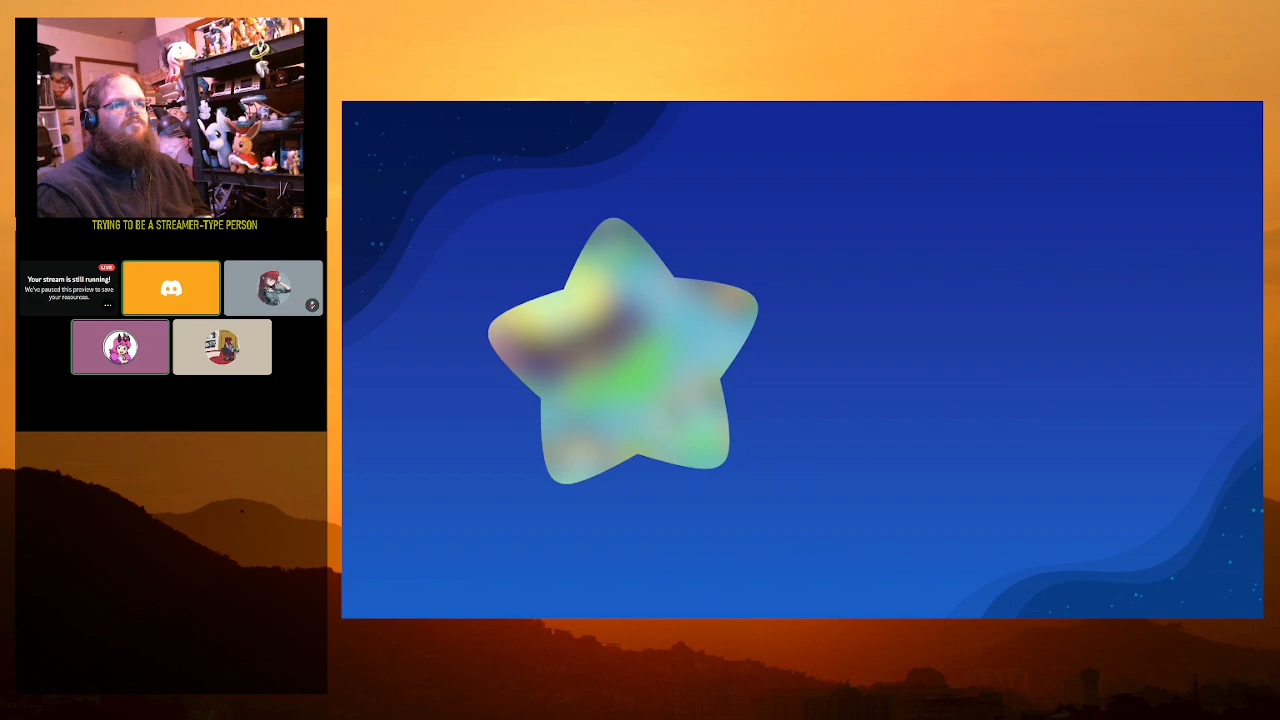 TRYING TO BE A STREAMER-TYPE PERSON
LIVE
Your stream is still running!
We've paused this preview to save
your resources.